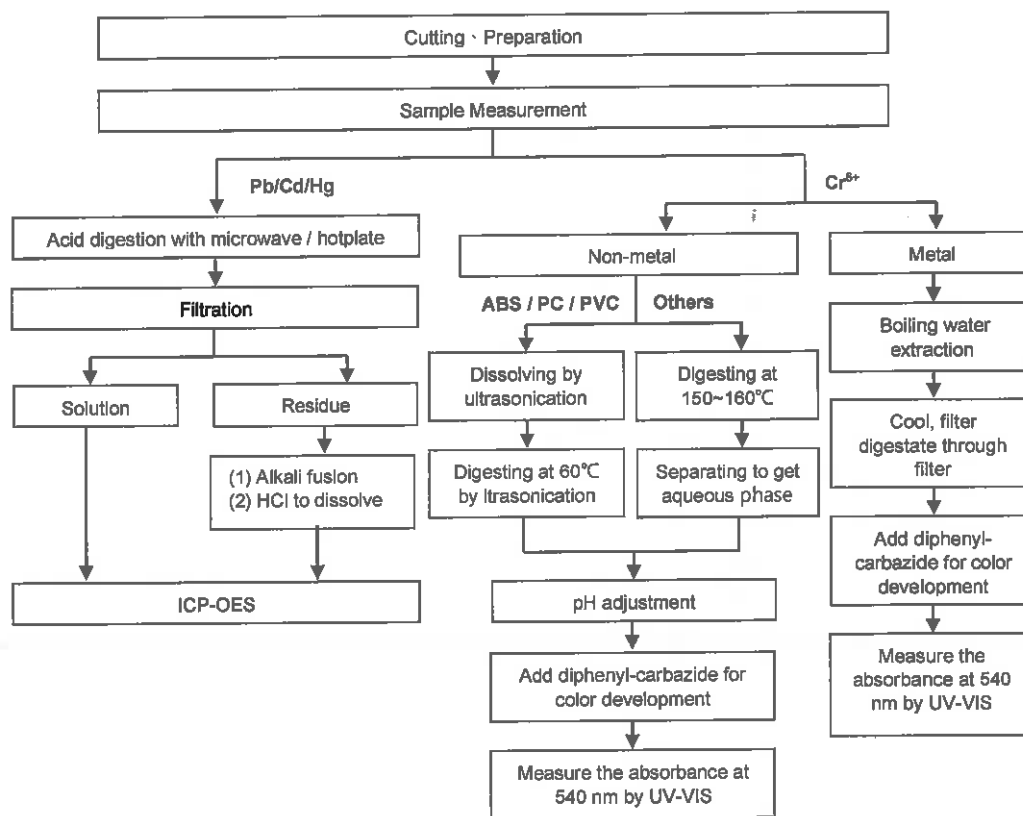 Cutting、Preparation
Sample Measurement
Pb/Cd/Hg
Cr6+
Acid digestion with microwave / hotplate
Non-metal
Metal
Filtration
ABS / PC / PVC
Others
Boiling water
extraction
Solution
Residue
Dissolving by
ultrasonication
Digesting at
150~160℃
Cool, filter
digestate through
filter
(1) Alkali fusion
(2) HCl to dissolve
Digesting at 60℃
by ltrasonication
Separating to get
aqueous phase
Add diphenyl-
carbazide for color
development
ICP-OES
pH adjustment
Measure the
absorbance at 540
nm by UV-VIS
Add diphenyl-carbazide for
color development
Measure the absorbance at
540 nm by UV-VIS